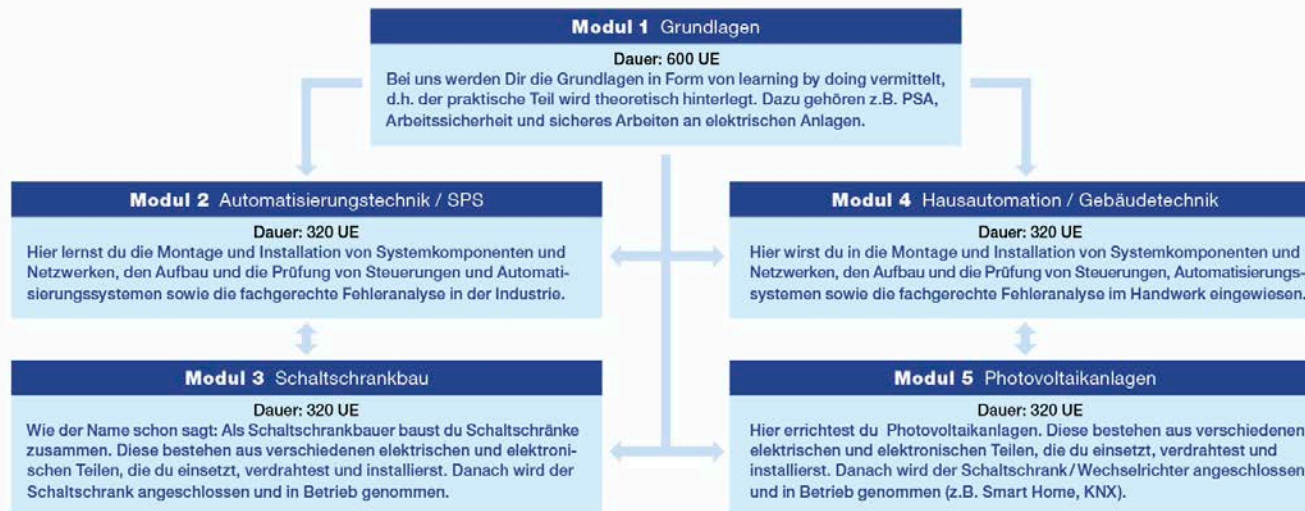 Modul 1 Grundlagen
Dauer: 600 UE
Bei uns werden Dir die Grundlagen in Form von learning by doing vermittelt,
d.h. der praktische Teil wird theoretisch hinterlegt. Dazu gehören z.B. PSA,
Arbeitssicherheit und sicheres Arbeiten an elektrischen Anlagen.
Modul 2 Automatisierungstechnik / SPS
Dauer: 320 UE
Hier lernst du die Montage und Installation von Systemkomponenten und
Netzwerken, den Aufbau und die Prüfung von Steuerungen und Automati-
sierungssystemen sowie die fachgerechte Fehleranalyse in der Industrie.
Modul 4 Hausautomation / Gebäudetechnik
Dauer: 320 UE
Hier wirst du in die Montage und Installation von Systemkomponenten und
Netzwerken, den Aufbau und die Prüfung von Steuerungen, Automatisierungs-
systemen sowie die fachgerechte Fehleranalyse im Handwerk eingewiesen.
Modul 3 Schaltschrankbau
Dauer: 320 UE
Wie der Name schon sagt: Als Schaltschrankbauer baust du Schaltschränke
zusammen. Diese bestehen aus verschiedenen elektrischen und elektroni-
schen Teilen, die du einsetzt, verdrahtest und installierst. Danach wird der
Schaltschrank angeschlossen und in Betrieb genommen.
Modul 5 Photovoltaikanlagen
Dauer: 320 UE
Hier errichtest du Photovoltaikanlagen. Diese bestehen aus verschiedenen
elektrischen und elektronischen Teilen, die du einsetzt, verdrahtest und
installierst. Danach wird der Schaltschrank/Wechselrichter angeschlossen
und in Betrieb genommen (z.B. Smart Home, KNX).